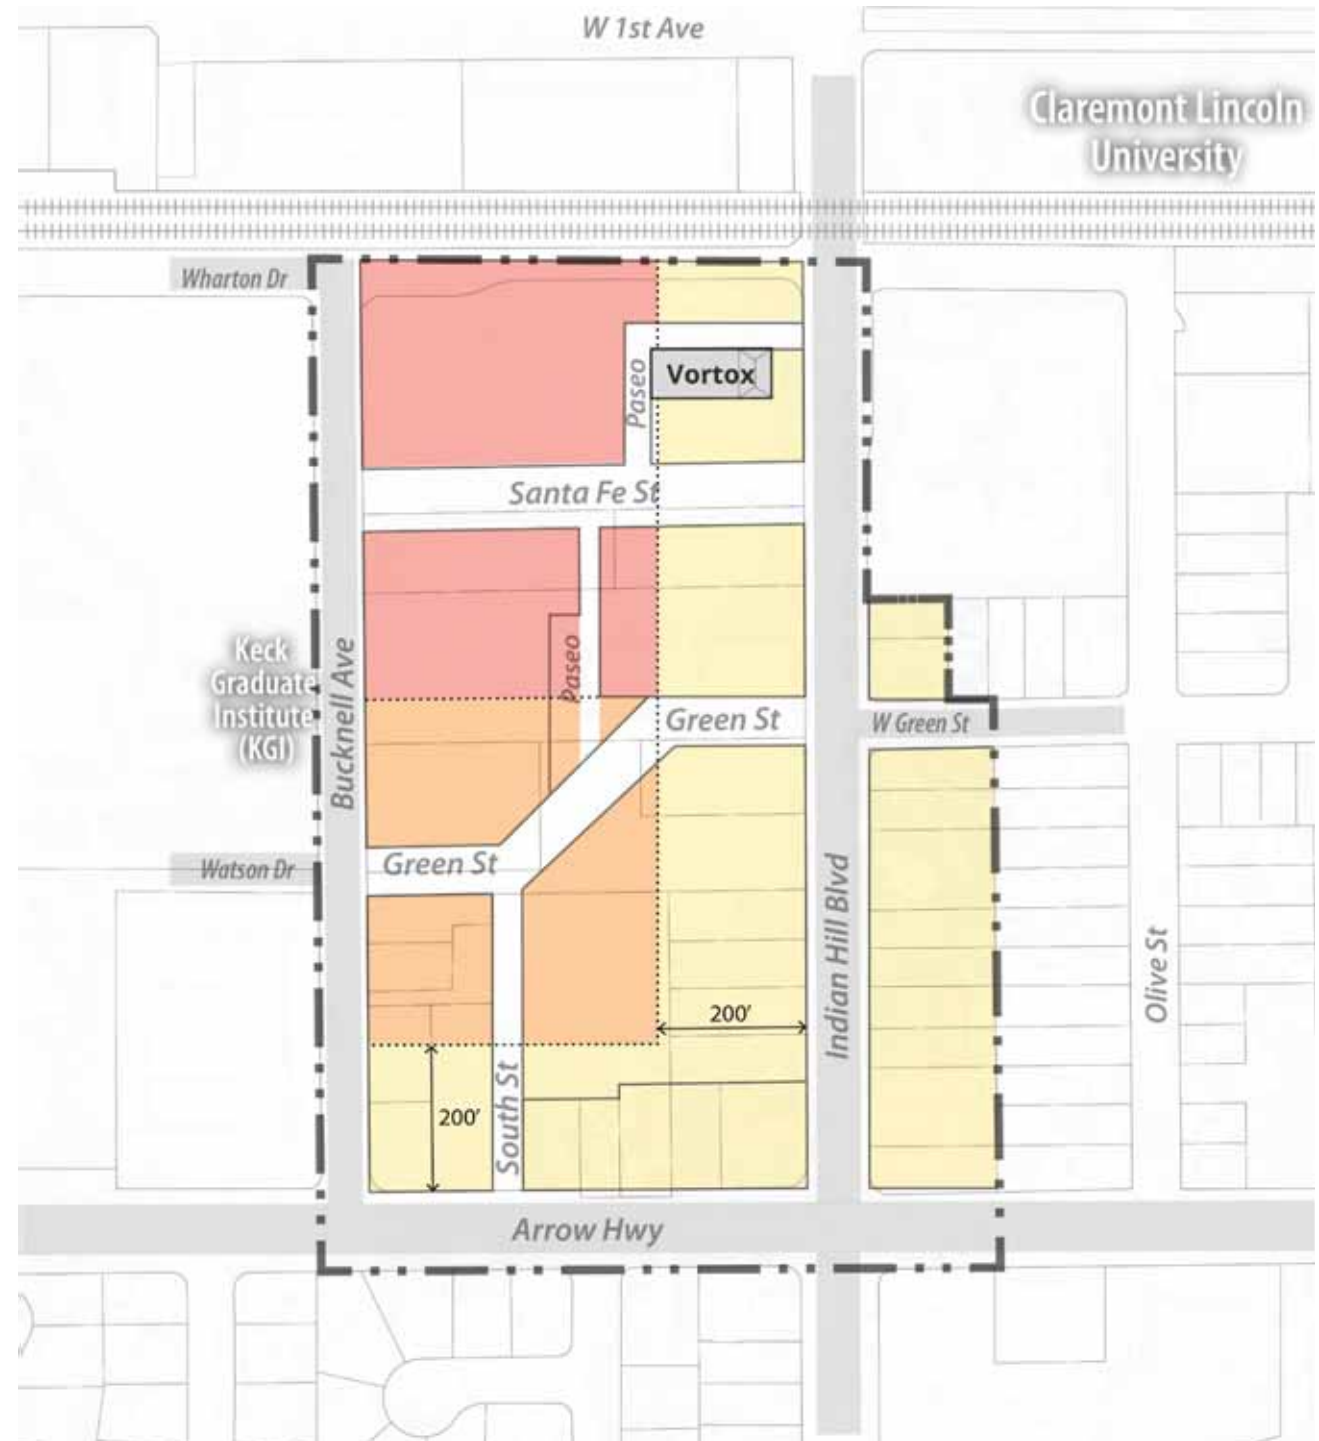 W 1st Ave
Claremont Lincoln
University
Wharton Dr
Paseo
Vortox
Santa Fe St
Keck
Graduate
Institute
(KGI)
Bucknell Ave
Paseo
Green St
W Green St
Watson Dr
Green St
Indian Hill Blvd
Olive St
200'
200'
South St
Arrow Hwy